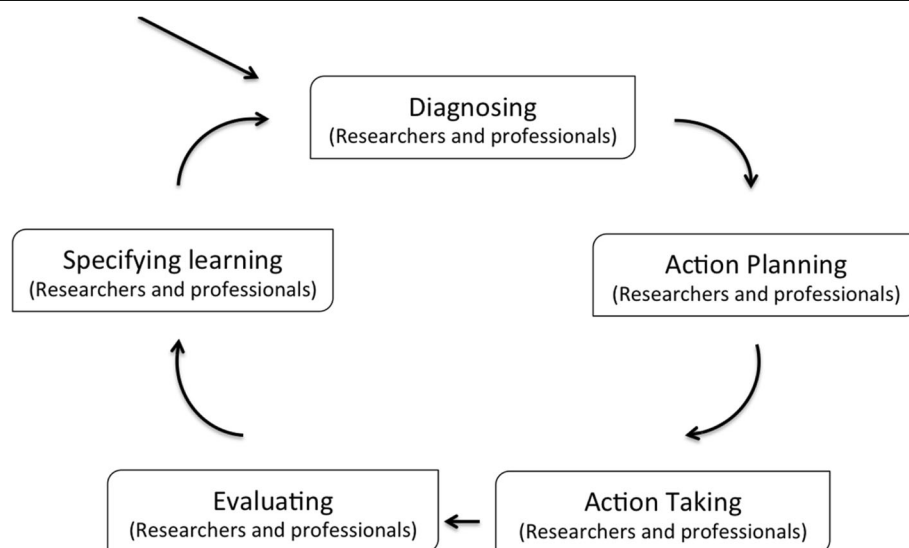 Diagnosing
(Researchers and professionals)
Specifying learning
(Researchers and professionals)
Action Planning
(Researchers and professionals)
Evaluating
(Researchers and professionals)
Action Taking
(Researchers and professionals)